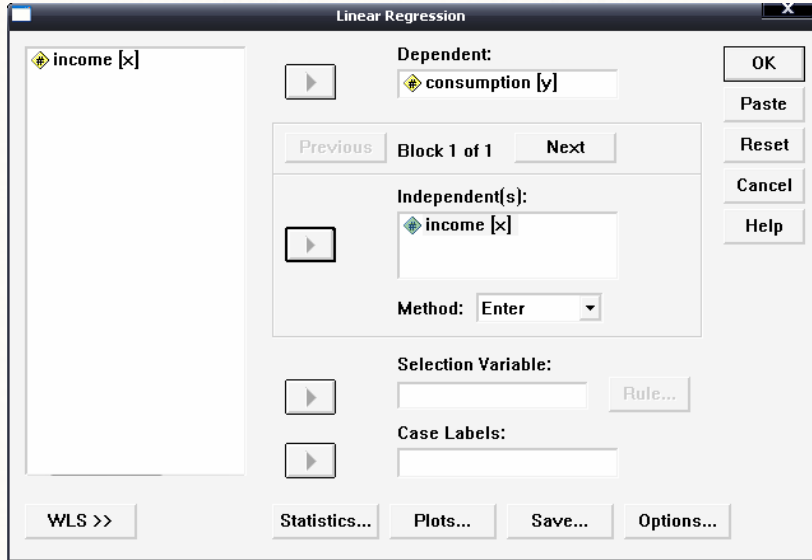 Linear Regression
X
income [x]
Dependent:
consumption [y]
Previous
Block 1 of 1
Next
Independent(s):
income [x]
Method:
Enter
Selection Variable:
Rule...
Case Labels:
OK
Paste
Reset
Cancel
Help
WLS >>
Statistics...
Plots...
Save...
Options...